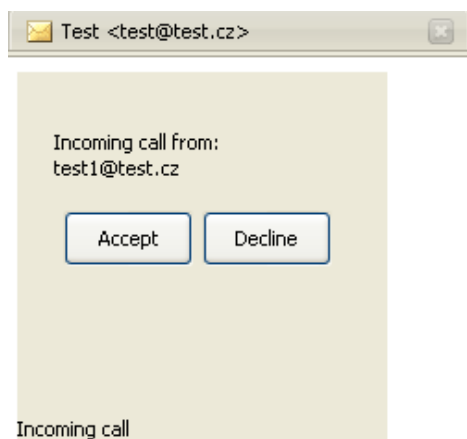 Test <test@test.cz>
Incoming call from:
test1@test.cz
Accept Decline
Incoming call